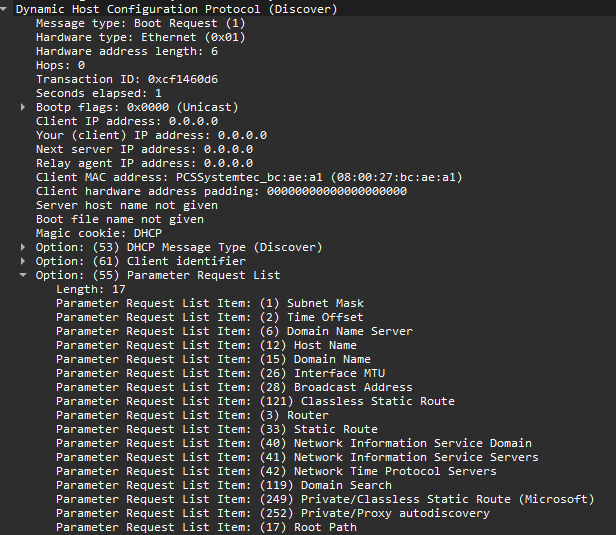 Dynamic Host Configuration Protocol (Discover)
Message type: Boot Request (1)
Hardware type: Ethernet (0x01)
Hardware address length: 6
Hops: 0
Transaction ID: 0xcf1460d6
Seconds elapsed: 1
Bootp flags: 0x0000 (Unicast)
Client IP address: 0.0.0.0
Your (client) IP address: 0.0.0.0
Next server IP address: 0.0.0.0
Relay agent IP address: 0.0.0.0
Client MAC address: PCSSystemtec_bc:ae:a1 (08:00:27:bc:ae:a1)
Client hardware address padding: 00000000000000000000
Server host name not given
Boot file name not given
Magic cookie: DHCP
Option: (53) DHCP Message Type (Discover)
Option: (61) Client identifier
Option: (55) Parameter Request List
Length: 17
Parameter Request List Item: (1) Subnet Mask
Parameter Request List Item: (2) Time Offset
Parameter Request List Item: (6) Domain Name Server
Parameter Request List Item: (12) Host Name
Parameter Request List Item: (15) Domain Name
Parameter Request List Item: (26) Interface MTU
Parameter Request List Item: (28) Broadcast Address
Parameter Request List Item: (121) Classless Static Route
Parameter Request List Item: (3) Router
Parameter Request List Item: (33) Static Route
Parameter Request List Item: (40) Network Information Service Domain
Parameter Request List Item: (41) Network Information Service Servers
Parameter Request List Item: (42) Network Time Protocol Servers
Parameter Request List Item: (119) Domain Search
Parameter Request List Item: (249) Private/Classless Static Route (Microsoft)
Parameter Request List Item: (252) Private/Proxy autodiscovery
Parameter Request List Item: (17) Root Path